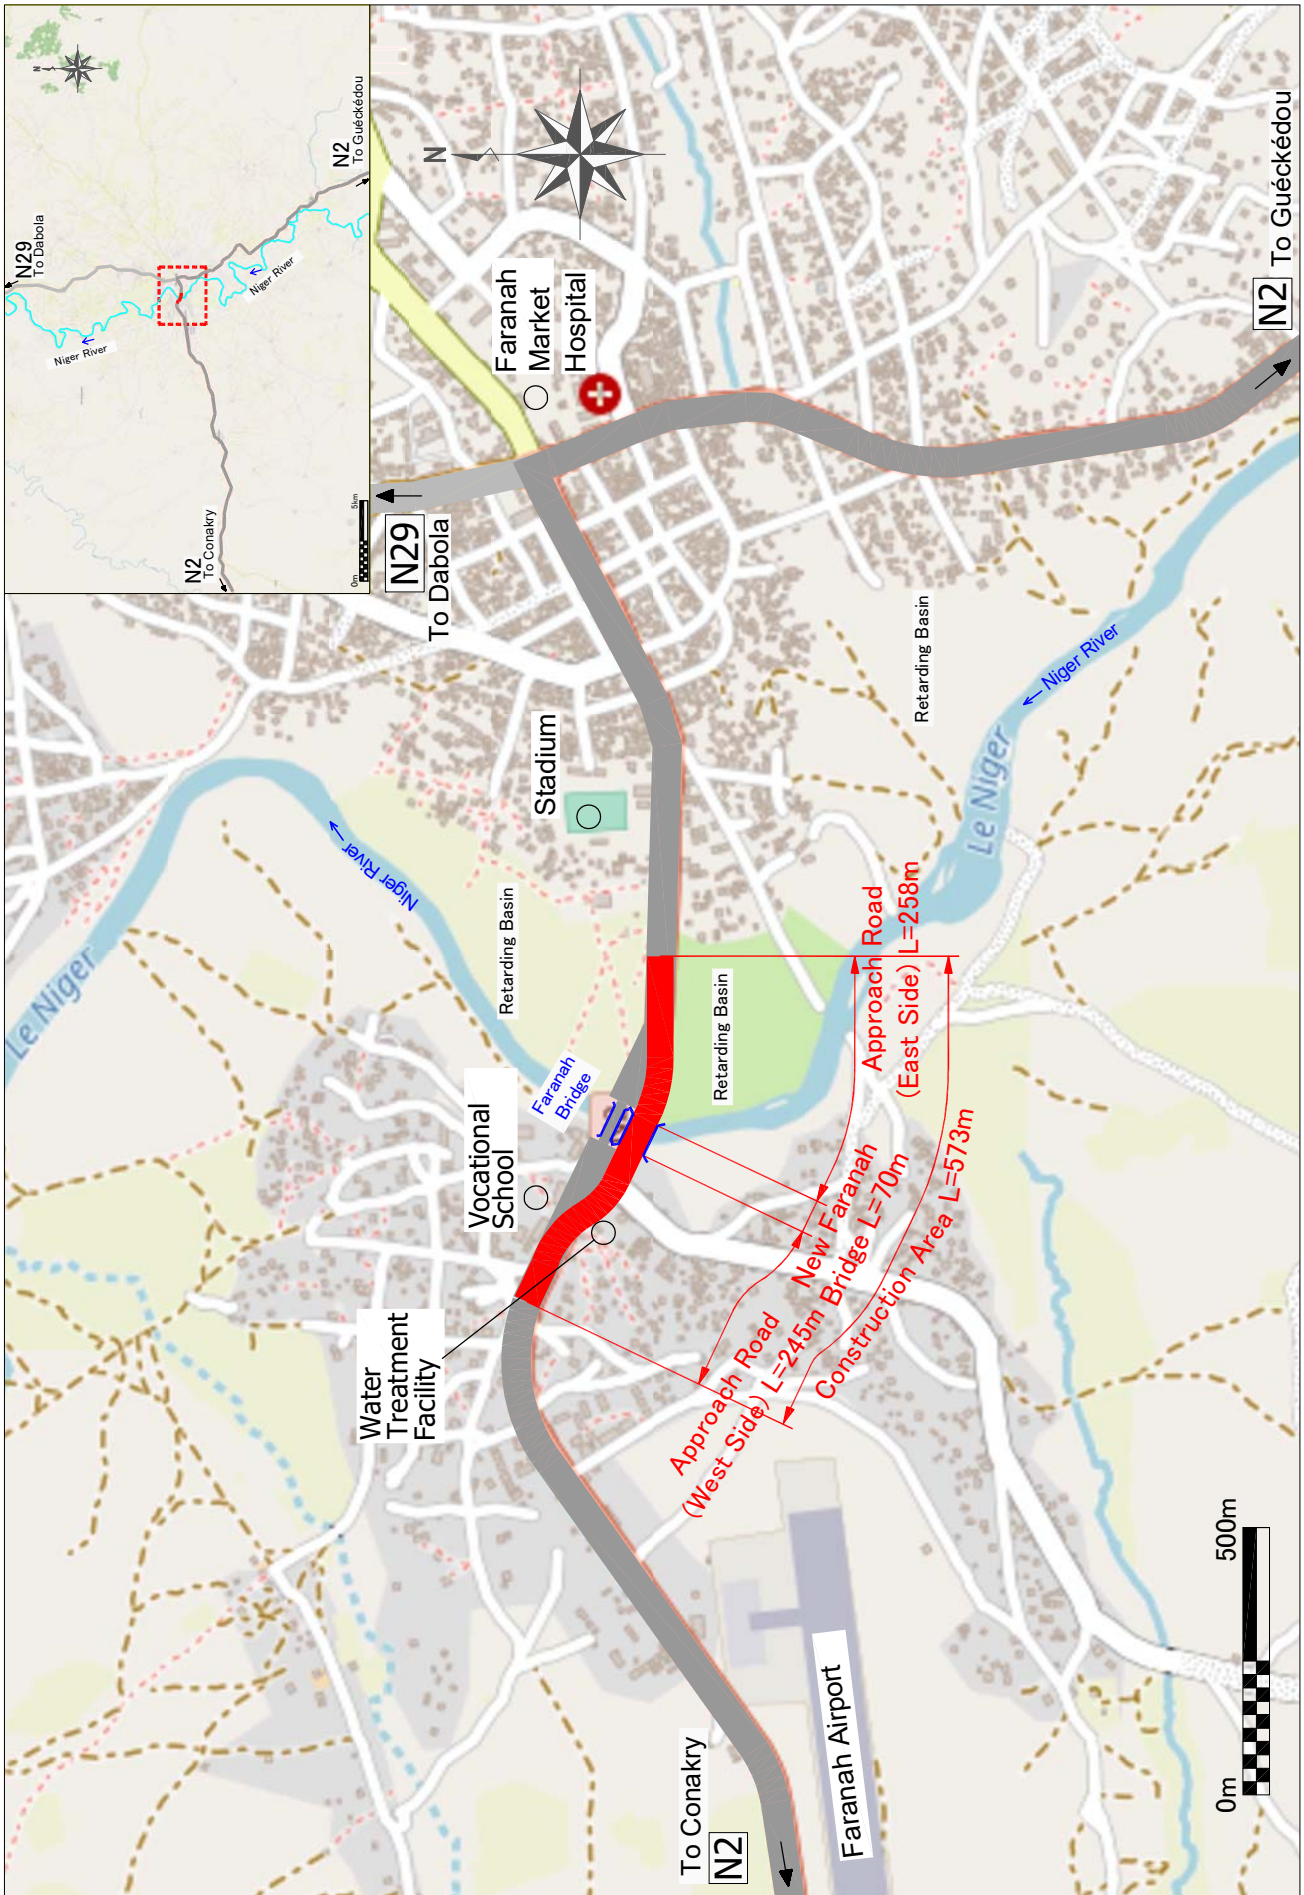 N
N29
To Dabola
N2
To Guéckédou
Niger River
Niger River
N2
To Conakry
0m
5km
N
Faranah
Market
Hospital
N2
To Guéckédou
N29
To Dabola
Stadium
Retarding Basin
Niger River
Le Niger
Niger River
Le Niger
Retarding Basin
Retarding Basin
Faranah
Bridge
Vocational
School
Water
Treatment
Facility
Approach Road
(East Side) L=258m
New Faranah
Bridge L=70m
Approach Road
(West Side) L=245m
Construction Area L=573m
To Conakry
N2
Faranah Airport
0m
500m